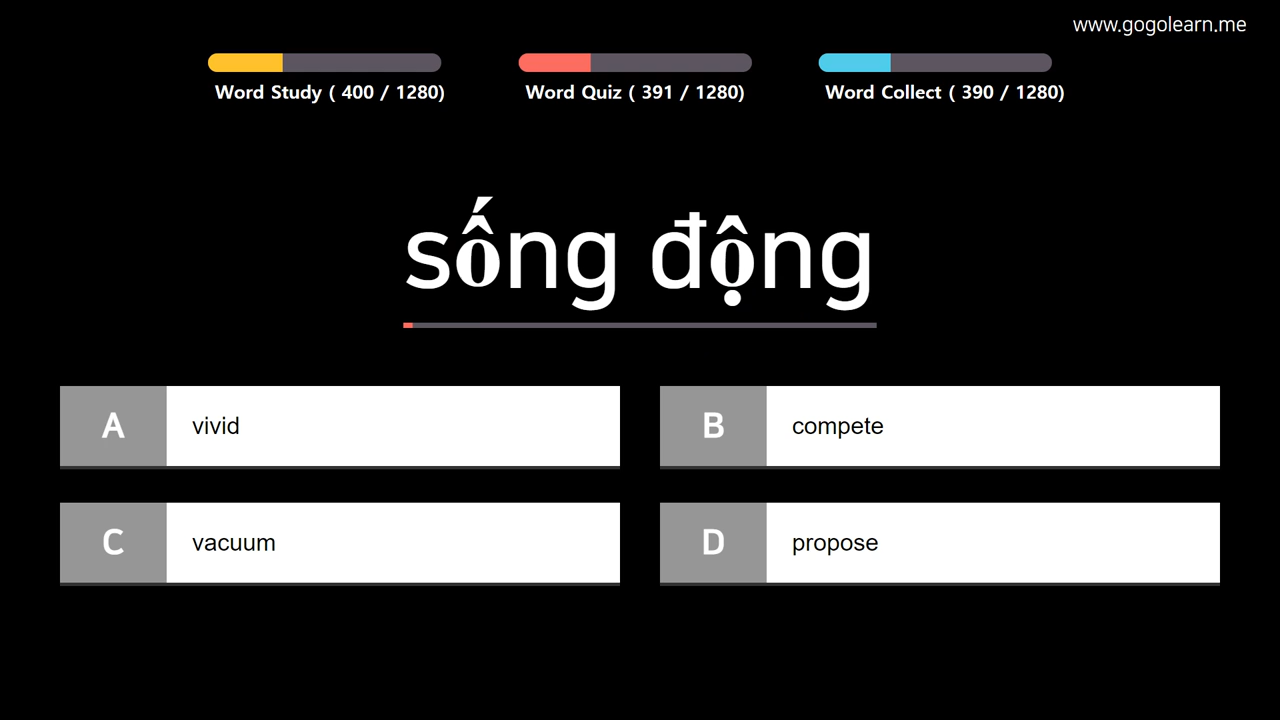 www.gogolearn.me
Word Study ( 400 / 1280)
Word Quiz ( 391 / 1280)
Word Collect ( 390 / 1280)
sống động
A vivid
B compete
C vacuum
D propose